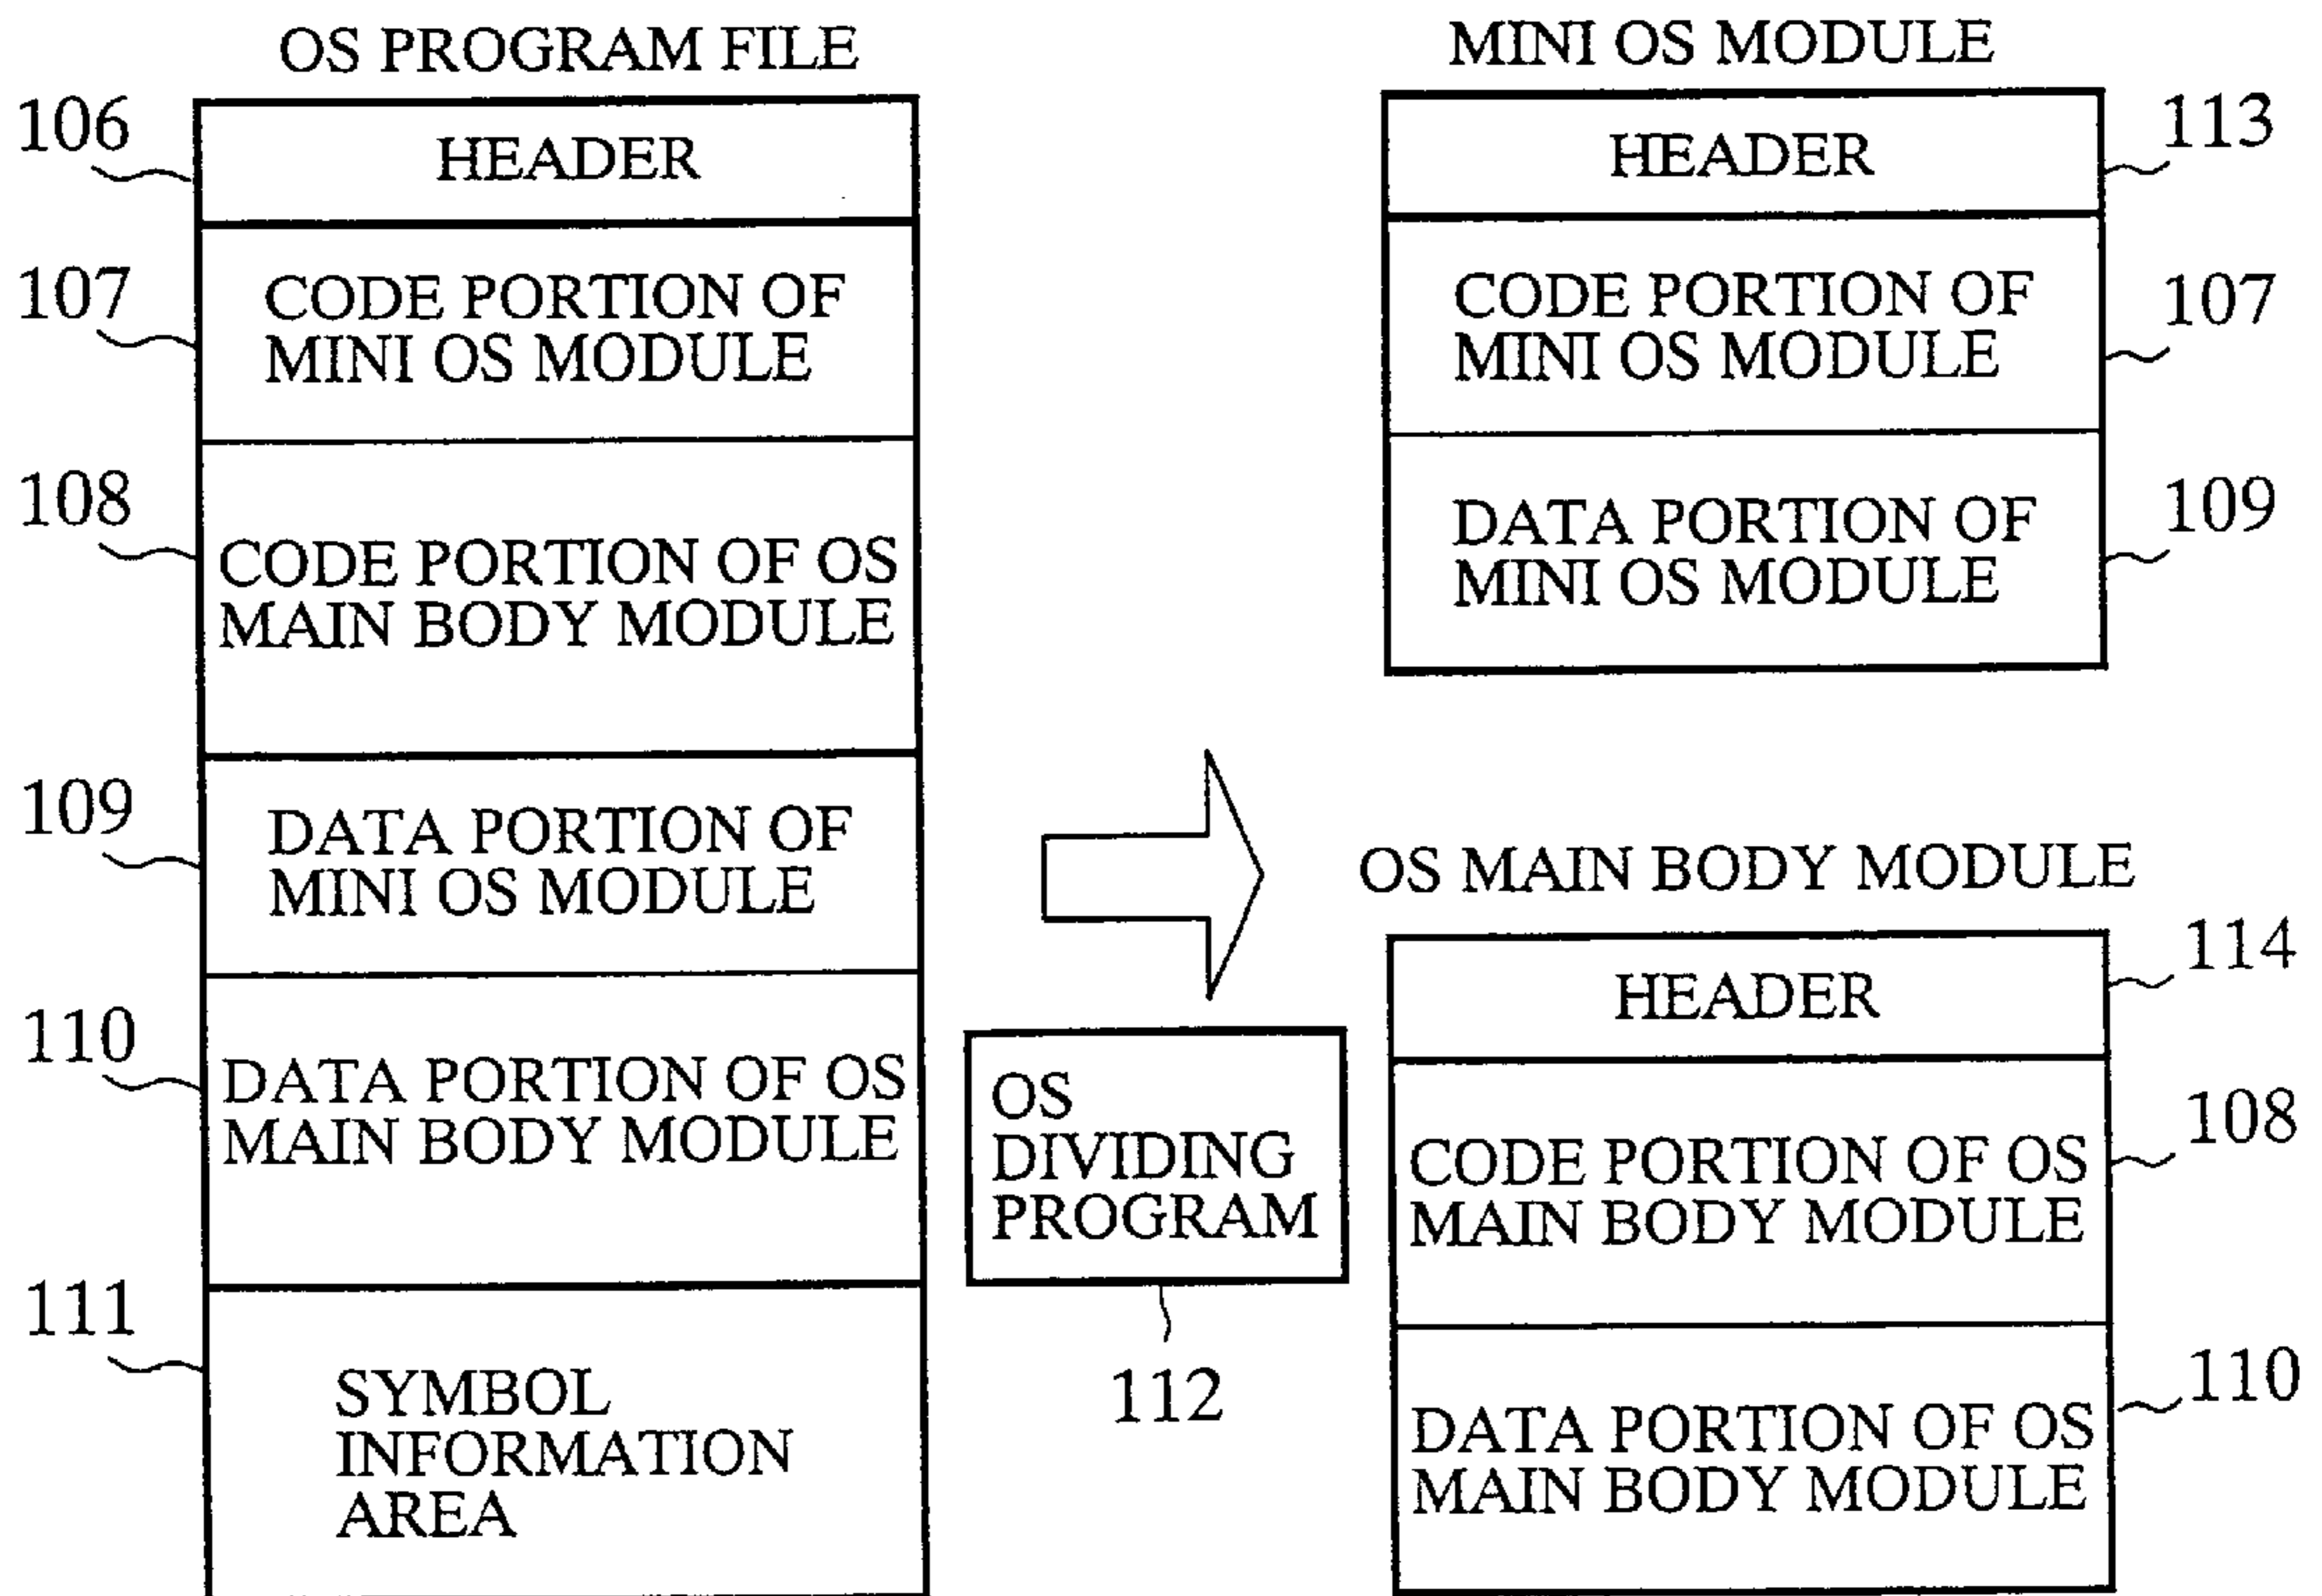 OS PROGRAM FILE
106
HEADER
107
CODE PORTION OF
MINI OS MODULE
108
CODE PORTION OF OS
MAIN BODY MODULE
109
DATA PORTION OF
MINI OS MODULE
110
DATA PORTION OF OS
MAIN BODY MODULE
111
SYMBOL
INFORMATION
AREA
OS
DIVIDING
PROGRAM
112
MINI OS MODULE
HEADER
113
CODE PORTION OF
MINI OS MODULE
107
DATA PORTION OF
MINI OS MODULE
109
OS MAIN BODY MODULE
HEADER
114
CODE PORTION OF OS
MAIN BODY MODULE
108
DATA PORTION OF OS
MAIN BODY MODULE
110